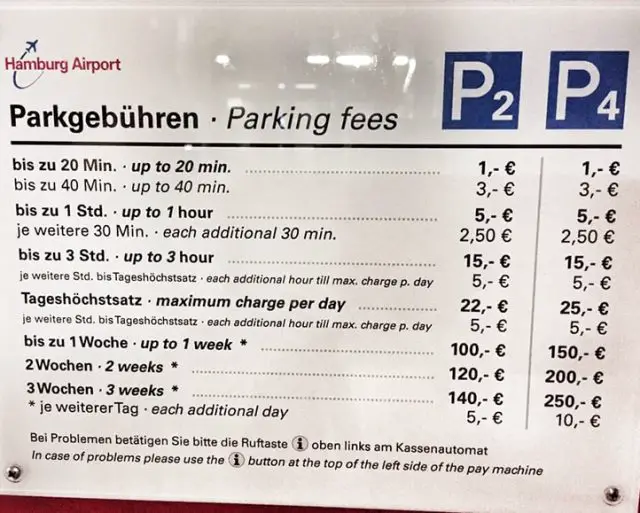 Hamburg Airport
P2 P4
Parkgebühren · Parking fees
bis zu 20 Min. · up to 20 min. 1,- € 1,- €
bis zu 40 Min. · up to 40 min. 3,- € 3,- €
bis zu 1 Std. · up to 1 hour 5,- € 5,- €
je weitere 30 Min. · each additional 30 min. 2,50 € 2,50 €
bis zu 3 Std. · up to 3 hour 15,- € 15,- €
je weitere Std. bis Tageshöchstsatz · each additional hour till max. charge p. day 5,- € 5,- €
Tageshöchstsatz · maximum charge per day 22,- € 25,- €
je weitere Std. bis Tageshöchstsatz · each additional hour till max. charge p. day 5,- € 5,- €
bis zu 1 Woche · up to 1 week * 100,- € 150,- €
2 Wochen · 2 weeks * 120,- € 200,- €
3 Wochen · 3 weeks * 140,- € 250,- €
* je weiterer Tag · each additional day 5,- € 10,- €
Bei Problemen betätigen Sie bitte die Ruftaste i oben links am Kassenautomat
In case of problems please use the i button at the top of the left side of the pay machine